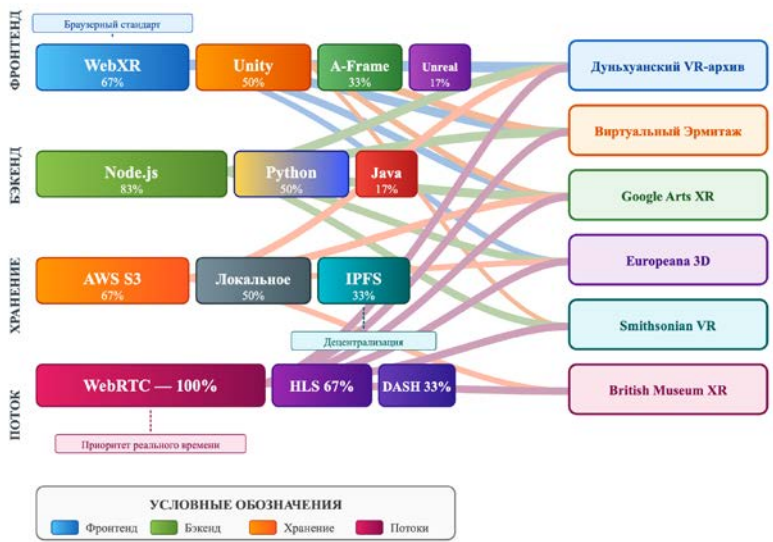 Браузерный стандарт
ФРОНТЕНД
WebXR
67%
Unity
50%
A-Frame
33%
Unreal
17%
Дуньхуанский VR-архив
Виртуальный Эрмитаж
БЭКЕНД
Node.js
83%
Python
50%
Java
17%
Google Arts XR
Europeana 3D
ХРАНЕНИЕ
AWS S3
67%
Локальное
50%
IPFS
33%
Децентрализация
Smithsonian VR
ПОТОК
WebRTC — 100%
HLS 67%
DASH 33%
British Museum XR
Приоритет реального времени
УСЛОВНЫЕ ОБОЗНАЧЕНИЯ
Фронтенд
Бэкенд
Хранение
Потоки